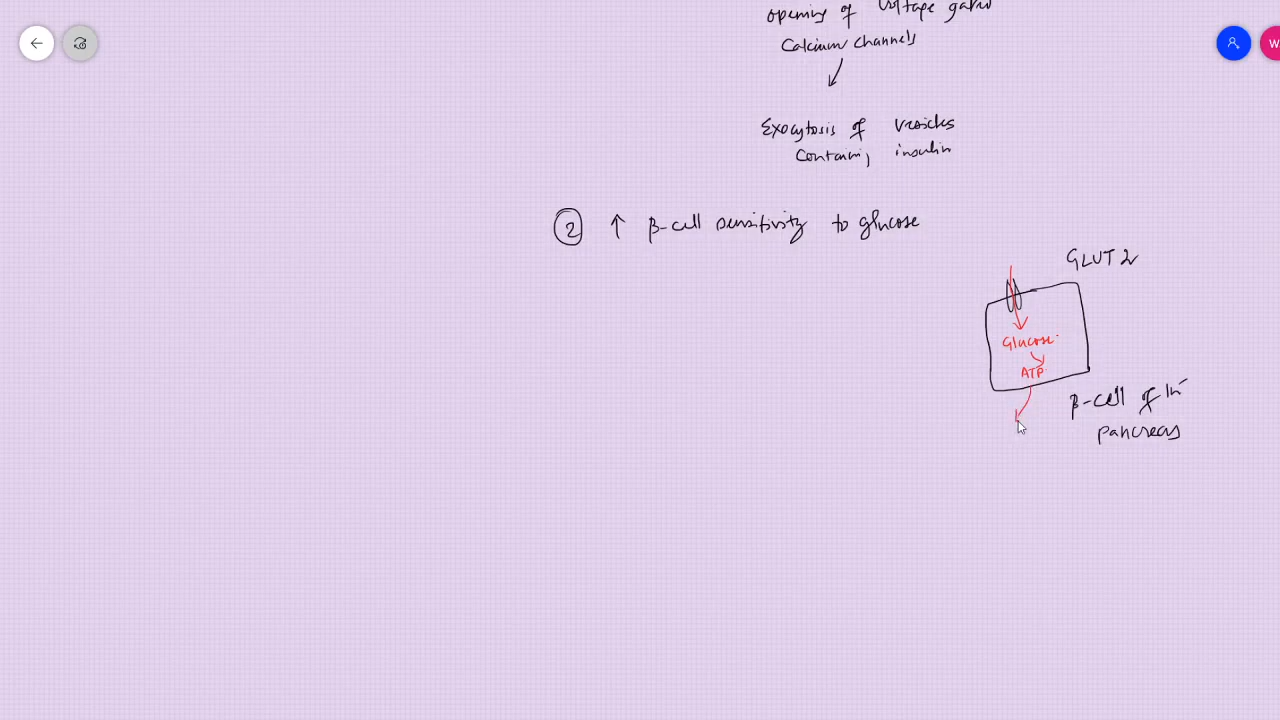 opening of Voltage gated
Calcium channels
Exocytosis of vesicles
Containing insulin
② ↑ β-cell sensitivity to glucose
GLUT 2
Glucose
ATP
β-cell of
pancreas
W